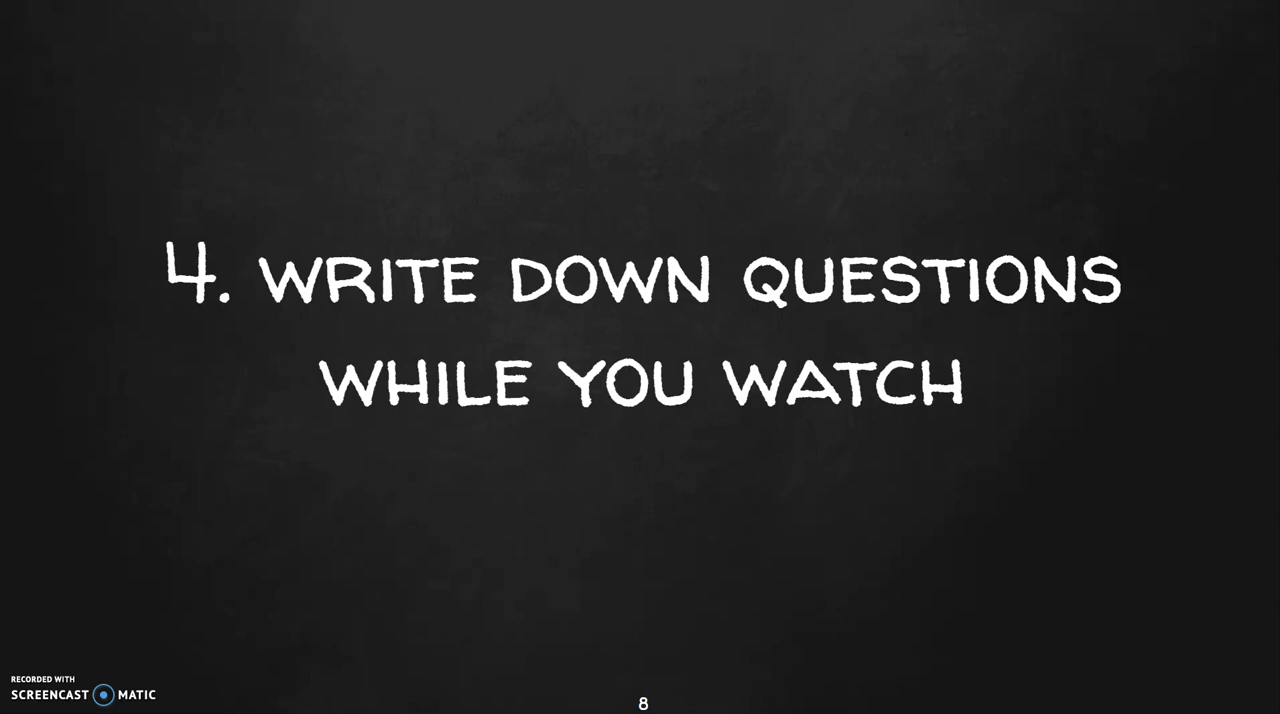 4. WRITE DOWN QUESTIONS
WHILE YOU WATCH
RECORDED WITH
SCREENCAST MATIC
8